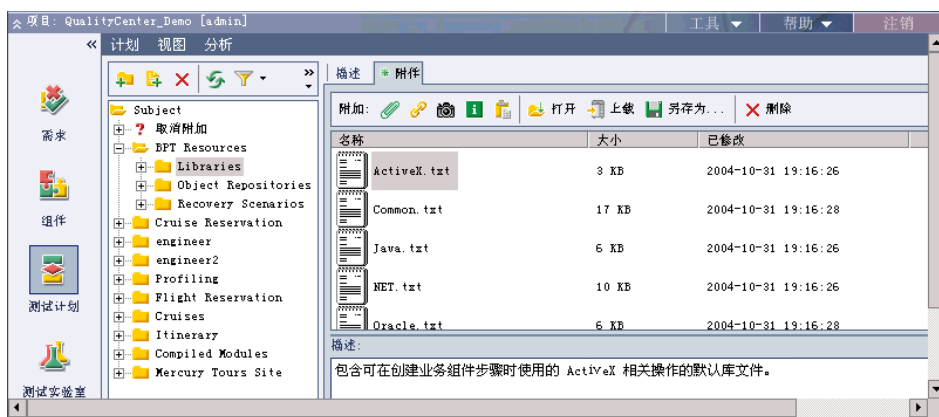 项目: QualityCenter_Demo [admin]
工具
帮助
注销
计划 视图 分析
需求
组件
测试计划
测试实验室
Subject
取消附加
BPT Resources
Libraries
Object Repositories
Recovery Scenarios
Cruise Reservation
engineer
engineer2
Profiling
Flight Reservation
Cruises
Itinerary
Compiled Modules
Mercury Tours Site
描述 附件
附加: 打开 上载 另存为... 删除
名称 大小 已修改
ActiveX.txt 3 KB 2004-10-31 19:16:26
Common.txt 17 KB 2004-10-31 19:16:28
Java.txt 6 KB 2004-10-31 19:16:26
NET.txt 10 KB 2004-10-31 19:16:26
Oracle.txt 6 KB 2004-10-31 19:16:28
描述:
包含可在创建业务组件步骤时使用的 ActiveX 相关操作的默认库文件。